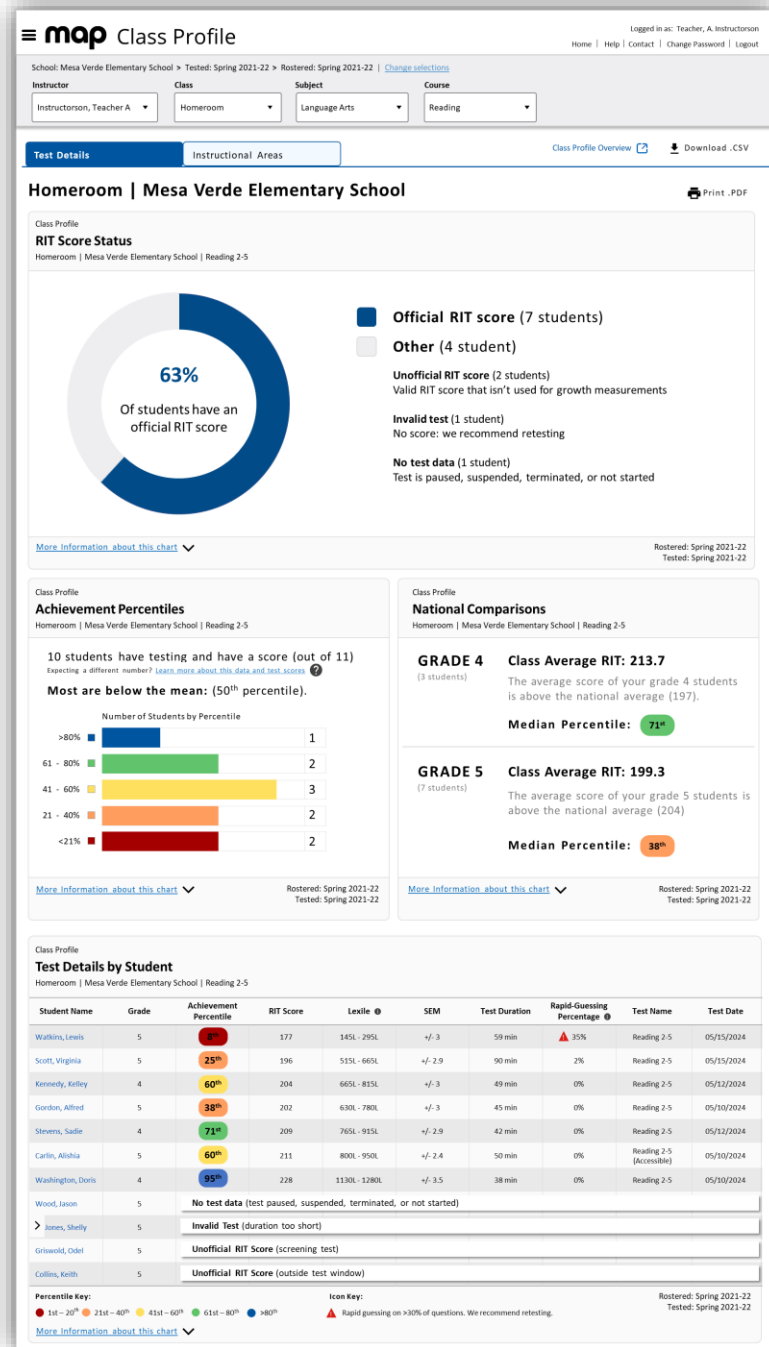 map Class Profile
Logged in as: Teacher, A. Instructorson
Home | Help | Contact | Change Password | Logout
School: Mesa Verde Elementary School > Tested: Spring 2021-22 > Rostered: Spring 2021-22 | Change selections
Instructor Class Subject Course
Instructorson, Teacher A Homeroom Language Arts Reading
Test Details Instructional Areas Class Profile Overview Download .CSV
Homeroom | Mesa Verde Elementary School
Print .PDF
Class Profile
RIT Score Status
Homeroom | Mesa Verde Elementary School | Reading 2-5
63%
Of students have an
official RIT score
Official RIT score (7 students)
Other (4 student)
Unofficial RIT score (2 students)
Valid RIT score that isn't used for growth measurements
Invalid test (1 student)
No score: we recommend retesting
No test data (1 student)
Test is paused, suspended, terminated, or not started
More Information about this chart
Rostered: Spring 2021-22
Tested: Spring 2021-22
Class Profile
Achievement Percentiles
Homeroom | Mesa Verde Elementary School | Reading 2-5
10 students have testing and have a score (out of 11)
Expecting a different number? Learn more about this data and test scores ?
Most are below the mean: (50th percentile).
Number of Students by Percentile
>80% 1
61 - 80% 2
41 - 60% 3
21 - 40% 2
<21% 2
More Information about this chart
Rostered: Spring 2021-22
Tested: Spring 2021-22
Class Profile
National Comparisons
Homeroom | Mesa Verde Elementary School | Reading 2-5
GRADE 4 Class Average RIT: 213.7
(3 students)
The average score of your grade 4 students
is above the national average (197).
Median Percentile: 71st
GRADE 5 Class Average RIT: 199.3
(7 students)
The average score of your grade 5 students is
above the national average (204)
Median Percentile: 38th
More Information about this chart
Rostered: Spring 2021-22
Tested: Spring 2021-22
Class Profile
Test Details by Student
Homeroom | Mesa Verde Elementary School | Reading 2-5
Student Name Grade Achievement Percentile RIT Score Lexile SEM Test Duration Rapid-Guessing Percentage Test Name Test Date
Watkins, Lewis 5 8th 177 145L - 295L +/- 3 59 min 35% Reading 2-5 05/15/2024
Scott, Virginia 5 25th 196 515L - 665L +/- 2.9 90 min 2% Reading 2-5 05/15/2024
Kennedy, Kelley 4 60th 204 665L - 815L +/- 3 49 min 0% Reading 2-5 05/12/2024
Gordon, Alfred 5 38th 202 630L - 780L +/- 3 45 min 0% Reading 2-5 05/10/2024
Stevens, Sadie 4 71st 209 765L - 915L +/- 2.9 42 min 0% Reading 2-5 05/12/2024
Carlin, Alishia 5 60th 211 800L - 950L +/- 2.4 50 min 0% Reading 2-5 (Accessible) 05/10/2024
Washington, Doris 4 95th 228 1130L - 1280L +/- 3.5 38 min 0% Reading 2-5 05/10/2024
Wood, Jason 5 No test data (test paused, suspended, terminated, or not started)
Jones, Shelly 5 Invalid Test (duration too short)
Griswold, Odel 5 Unofficial RIT Score (screening test)
Collins, Keith 5 Unofficial RIT Score (outside test window)
Percentile Key:
1st – 20th 21st – 40th 41st – 60th 61st – 80th >80th
Icon Key:
Rapid guessing on >30% of questions. We recommend retesting.
Rostered: Spring 2021-22
Tested: Spring 2021-22
More Information about this chart